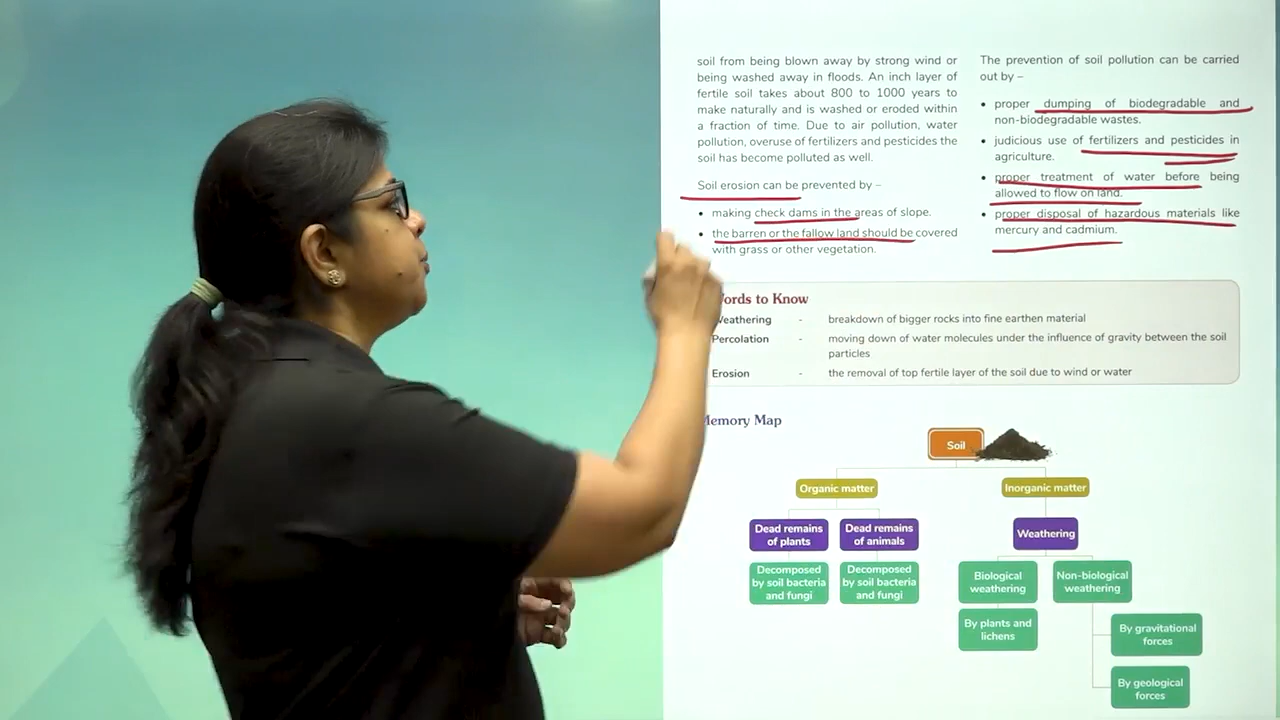 soil from being blown away by strong wind or
being washed away in floods. An inch layer of
fertile soil takes about 800 to 1000 years to
make naturally and is washed or eroded within
a fraction of time. Due to air pollution, water
pollution, overuse of fertilizers and pesticides the
soil has become polluted as well.
Soil erosion can be prevented by –
• making check dams in the areas of slope.
• the barren or the fallow land should be covered
with grass or other vegetation.
The prevention of soil pollution can be carried
out by –
• proper dumping of biodegradable and
non-biodegradable wastes.
• judicious use of fertilizers and pesticides in
agriculture.
• proper treatment of water before being
allowed to flow on land.
• proper disposal of hazardous materials like
mercury and cadmium.
ords to Know
Weathering - breakdown of bigger rocks into fine earthen material
Percolation - moving down of water molecules under the influence of gravity between the soil
particles
Erosion - the removal of top fertile layer of the soil due to wind or water
Memory Map
Soil
Organic matter
Inorganic matter
Dead remains
of plants
Dead remains
of animals
Weathering
Decomposed
by soil bacteria
and fungi
Decomposed
by soil bacteria
and fungi
Biological
weathering
Non-biological
weathering
By plants and
lichens
By gravitational
forces
By geological
forces